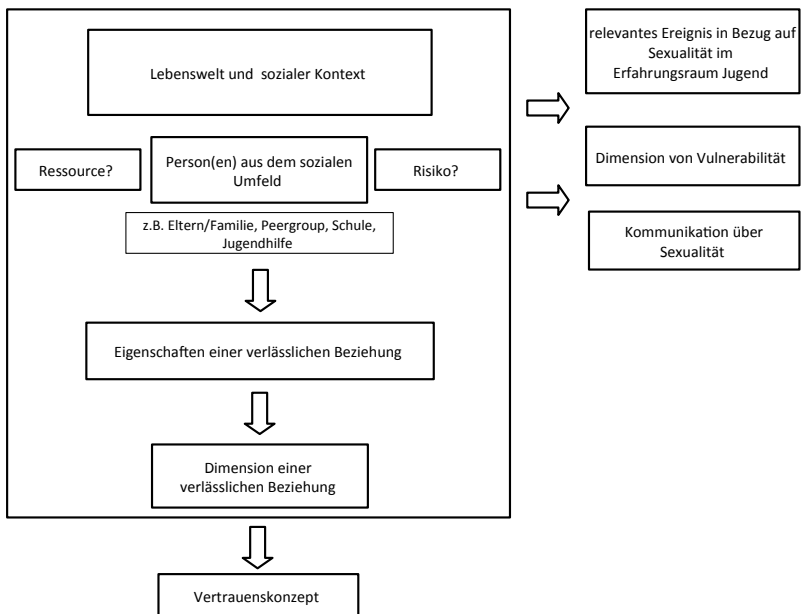 Lebenswelt und sozialer Kontext
Ressource?
Person(en) aus dem sozialen
Umfeld
Risiko?
z.B. Eltern/Familie, Peergroup, Schule,
Jugendhilfe
Eigenschaften einer verlässlichen Beziehung
Dimension einer
verlässlichen Beziehung
Vertrauenskonzept
relevantes Ereignis in Bezug auf
Sexualität im
Erfahrungsraum Jugend
Dimension von Vulnerabilität
Kommunikation über
Sexualität